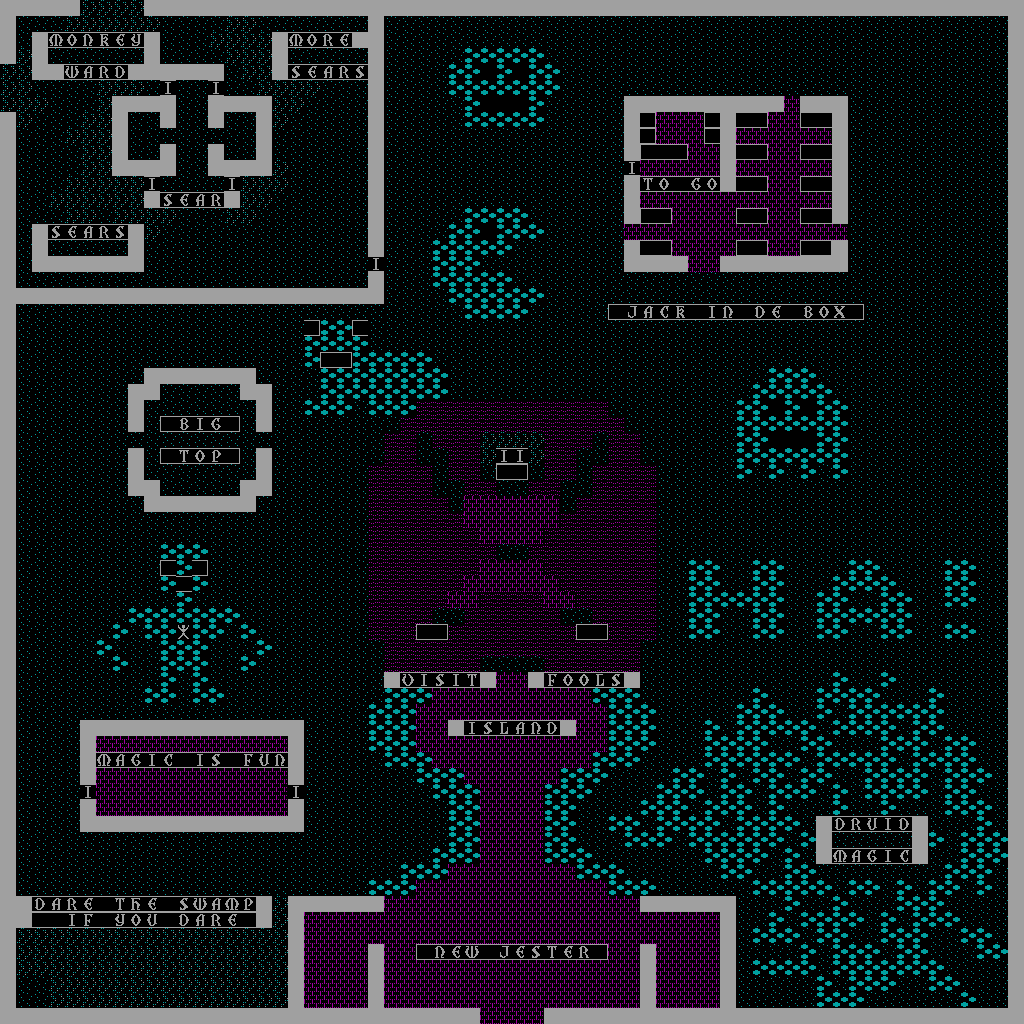 MONKEY
WARD
MORE
SEARS
SEAR
SEARS
TO GO
JACK IN DE BOX
BIG
TOP
HA!
VISIT FOOLS
ISLAND
MAGIC IS FUN
DRUID
MAGIC
DARE THE SWAMP
IF YOU DARE
NEW JESTER